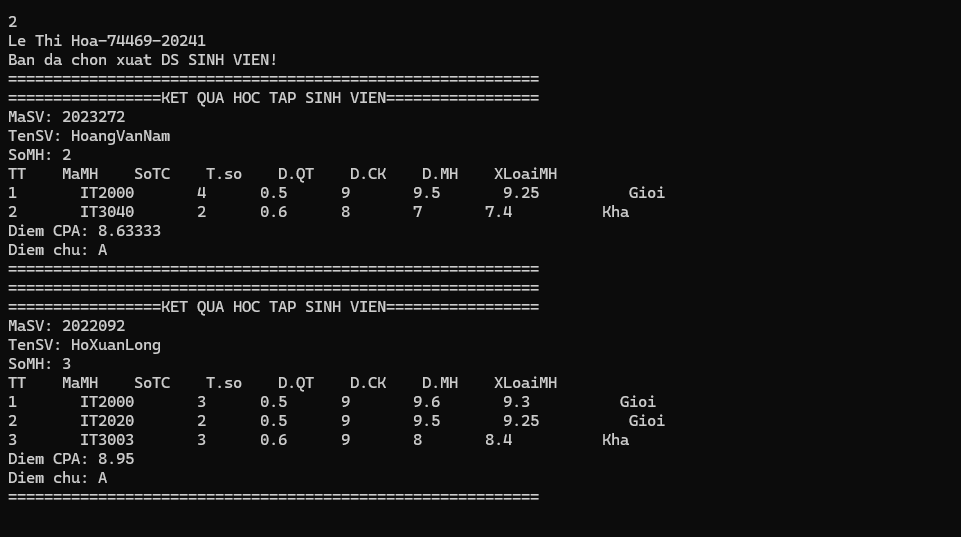 2
Le Thi Hoa-74469-20241
Ban da chon xuat DS SINH VIEN!
===========================================================
=================KET QUA HOC TAP SINH VIEN=================
MaSV: 2023272
TenSV: HoangVanNam
SoMH: 2
TT    MaMH    SoTC    T.so    D.QT    D.CK    D.MH    XLoaiMH
1       IT2000       4      0.5      9       9.5       9.25          Gioi
2       IT3040       2      0.6      8       7       7.4          Kha
Diem CPA: 8.63333
Diem chu: A
===========================================================
===========================================================
=================KET QUA HOC TAP SINH VIEN=================
MaSV: 2022092
TenSV: HoXuanLong
SoMH: 3
TT    MaMH    SoTC    T.so    D.QT    D.CK    D.MH    XLoaiMH
1       IT2000       3      0.5      9       9.6       9.3          Gioi
2       IT2020       2      0.5      9       9.5       9.25          Gioi
3       IT3003       3      0.6      9       8       8.4          Kha
Diem CPA: 8.95
Diem chu: A
===========================================================